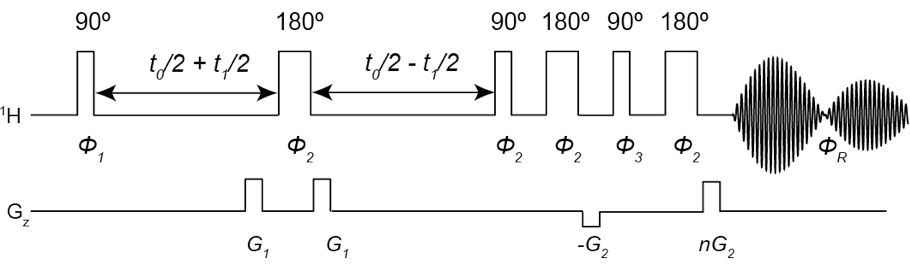 90º 180º 90º 180º 90º 180º
t0/2 + t1/2 t0/2 - t1/2
1H
Φ1 Φ2 Φ2 Φ2 Φ3 Φ2 ΦR
Gz
G1 G1 -G2 nG2